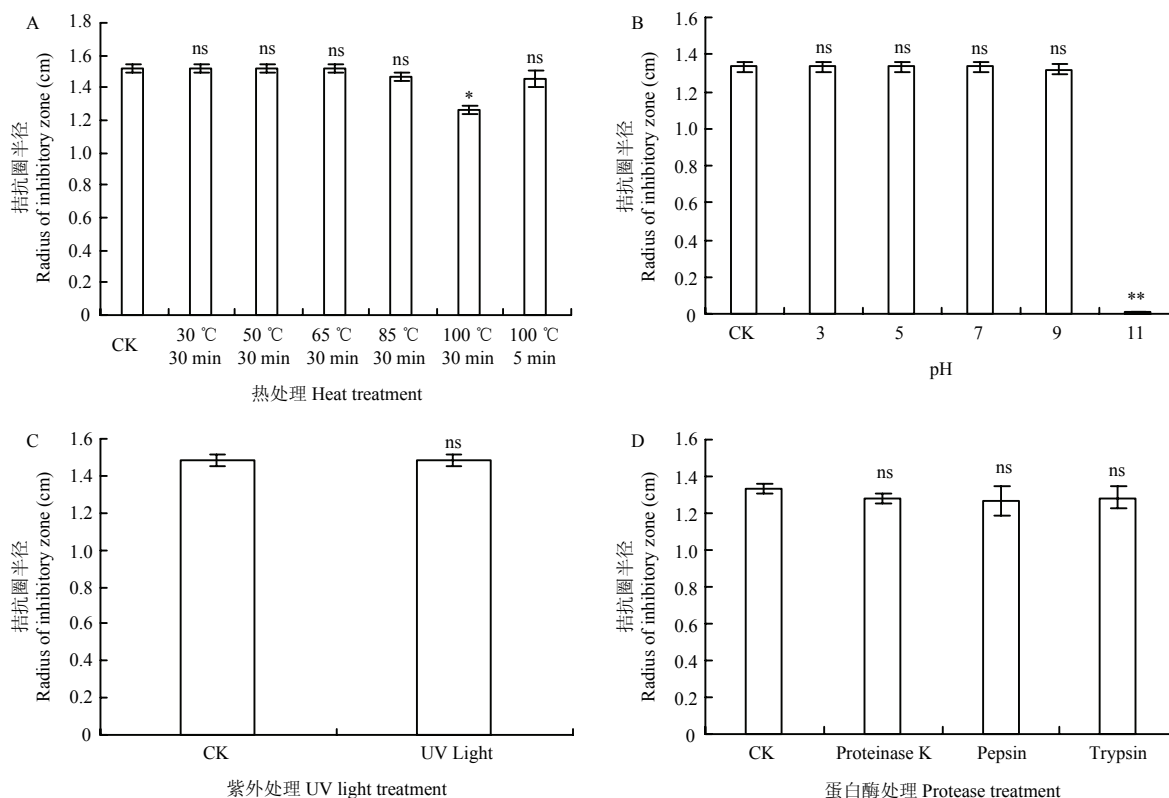 A
1.8
1.6
1.4
1.2
1.0
0.8
0.6
0.4
0.2
0
拮抗圈半径
Radius of inhibitory zone (cm)
ns
ns
ns
ns
*
ns
CK
30 ℃
30 min
50 ℃
30 min
65 ℃
30 min
85 ℃
30 min
100 ℃
30 min
100 ℃
5 min
热处理 Heat treatment
B
1.6
1.4
1.2
1.0
0.8
0.6
0.4
0.2
0
拮抗圈半径
Radius of inhibitory zone (cm)
ns
ns
ns
ns
**
CK
3
5
7
9
11
pH
C
1.6
1.4
1.2
1.0
0.8
0.6
0.4
0.2
0
拮抗圈半径
Radius of inhibitory zone (cm)
ns
CK
UV Light
紫外处理 UV light treatment
D
1.6
1.4
1.2
1.0
0.8
0.6
0.4
0.2
0
拮抗圈半径
Radius of inhibitory zone (cm)
ns
ns
ns
CK
Proteinase K
Pepsin
Trypsin
蛋白酶处理 Protease treatment